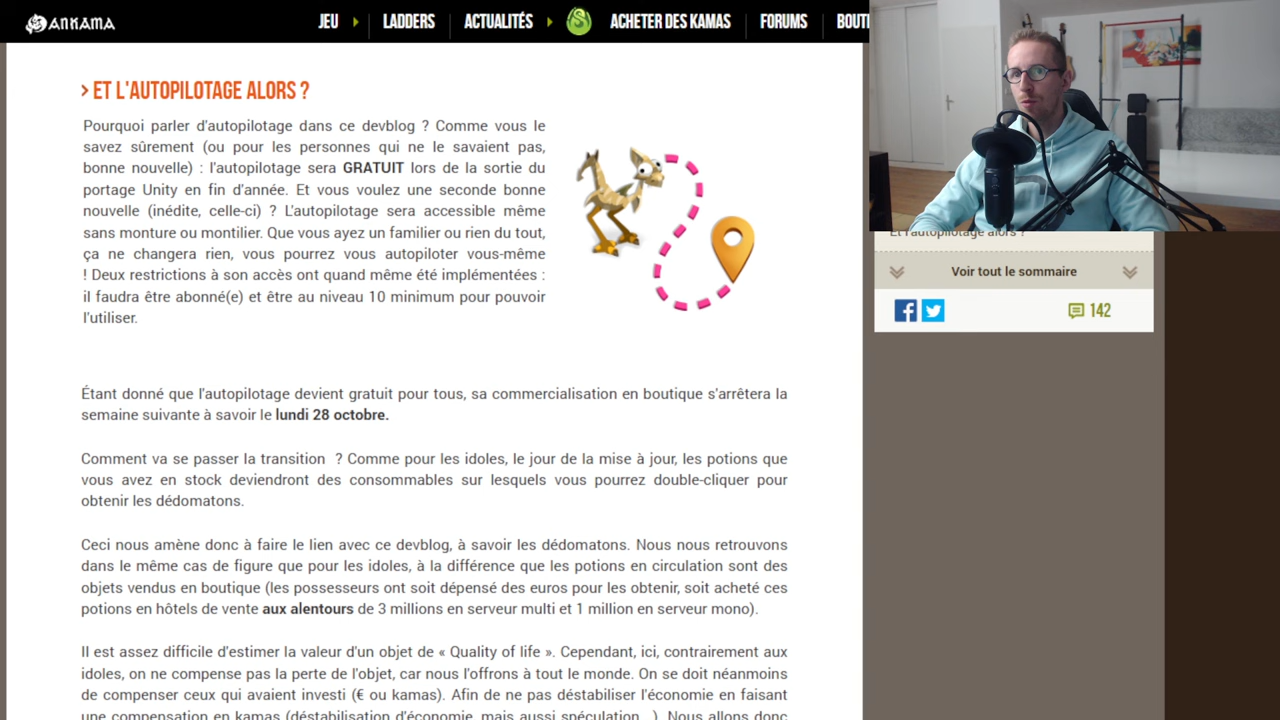 ANKAMA
JEU
LADDERS
ACTUALITÉS
ACHETER DES KAMAS
FORUMS
> ET L'AUTOPILOTAGE ALORS ?
Pourquoi parler d'autopilotage dans ce devblog ? Comme vous le
savez sûrement (ou pour les personnes qui ne le savaient pas,
bonne nouvelle) : l'autopilotage sera GRATUIT lors de la sortie du
portage Unity en fin d'année. Et vous voulez une seconde bonne
nouvelle (inédite, celle-ci) ? L'autopilotage sera accessible même
sans monture ou montilier. Que vous ayez un familier ou rien du tout,
ça ne changera rien, vous pourrez vous autopiloter vous-même
! Deux restrictions à son accès ont quand même été implémentées :
il faudra être abonné(e) et être au niveau 10 minimum pour pouvoir
l'utiliser.
Étant donné que l'autopilotage devient gratuit pour tous, sa commercialisation en boutique s'arrêtera la
semaine suivante à savoir le lundi 28 octobre.
Comment va se passer la transition ? Comme pour les idoles, le jour de la mise à jour, les potions que
vous avez en stock deviendront des consommables sur lesquels vous pourrez double-cliquer pour
obtenir les dédomatons.
Ceci nous amène donc à faire le lien avec ce devblog, à savoir les dédomatons. Nous nous retrouvons
dans le même cas de figure que pour les idoles, à la différence que les potions en circulation sont des
objets vendus en boutique (les possesseurs ont soit dépensé des euros pour les obtenir, soit acheté ces
potions en hôtels de vente aux alentours de 3 millions en serveur multi et 1 million en serveur mono).
Il est assez difficile d'estimer la valeur d'un objet de « Quality of life ». Cependant, ici, contrairement aux
idoles, on ne compense pas la perte de l'objet, car nous l'offrons à tout le monde. On se doit néanmoins
de compenser ceux qui avaient investi (€ ou kamas). Afin de ne pas déstabiliser l'économie en faisant
une compensation en kamas (déstabilisation d'économie, mais aussi spéculation...). Nous allons donc
Et l'autopilotage alors ?
Voir tout le sommaire
142